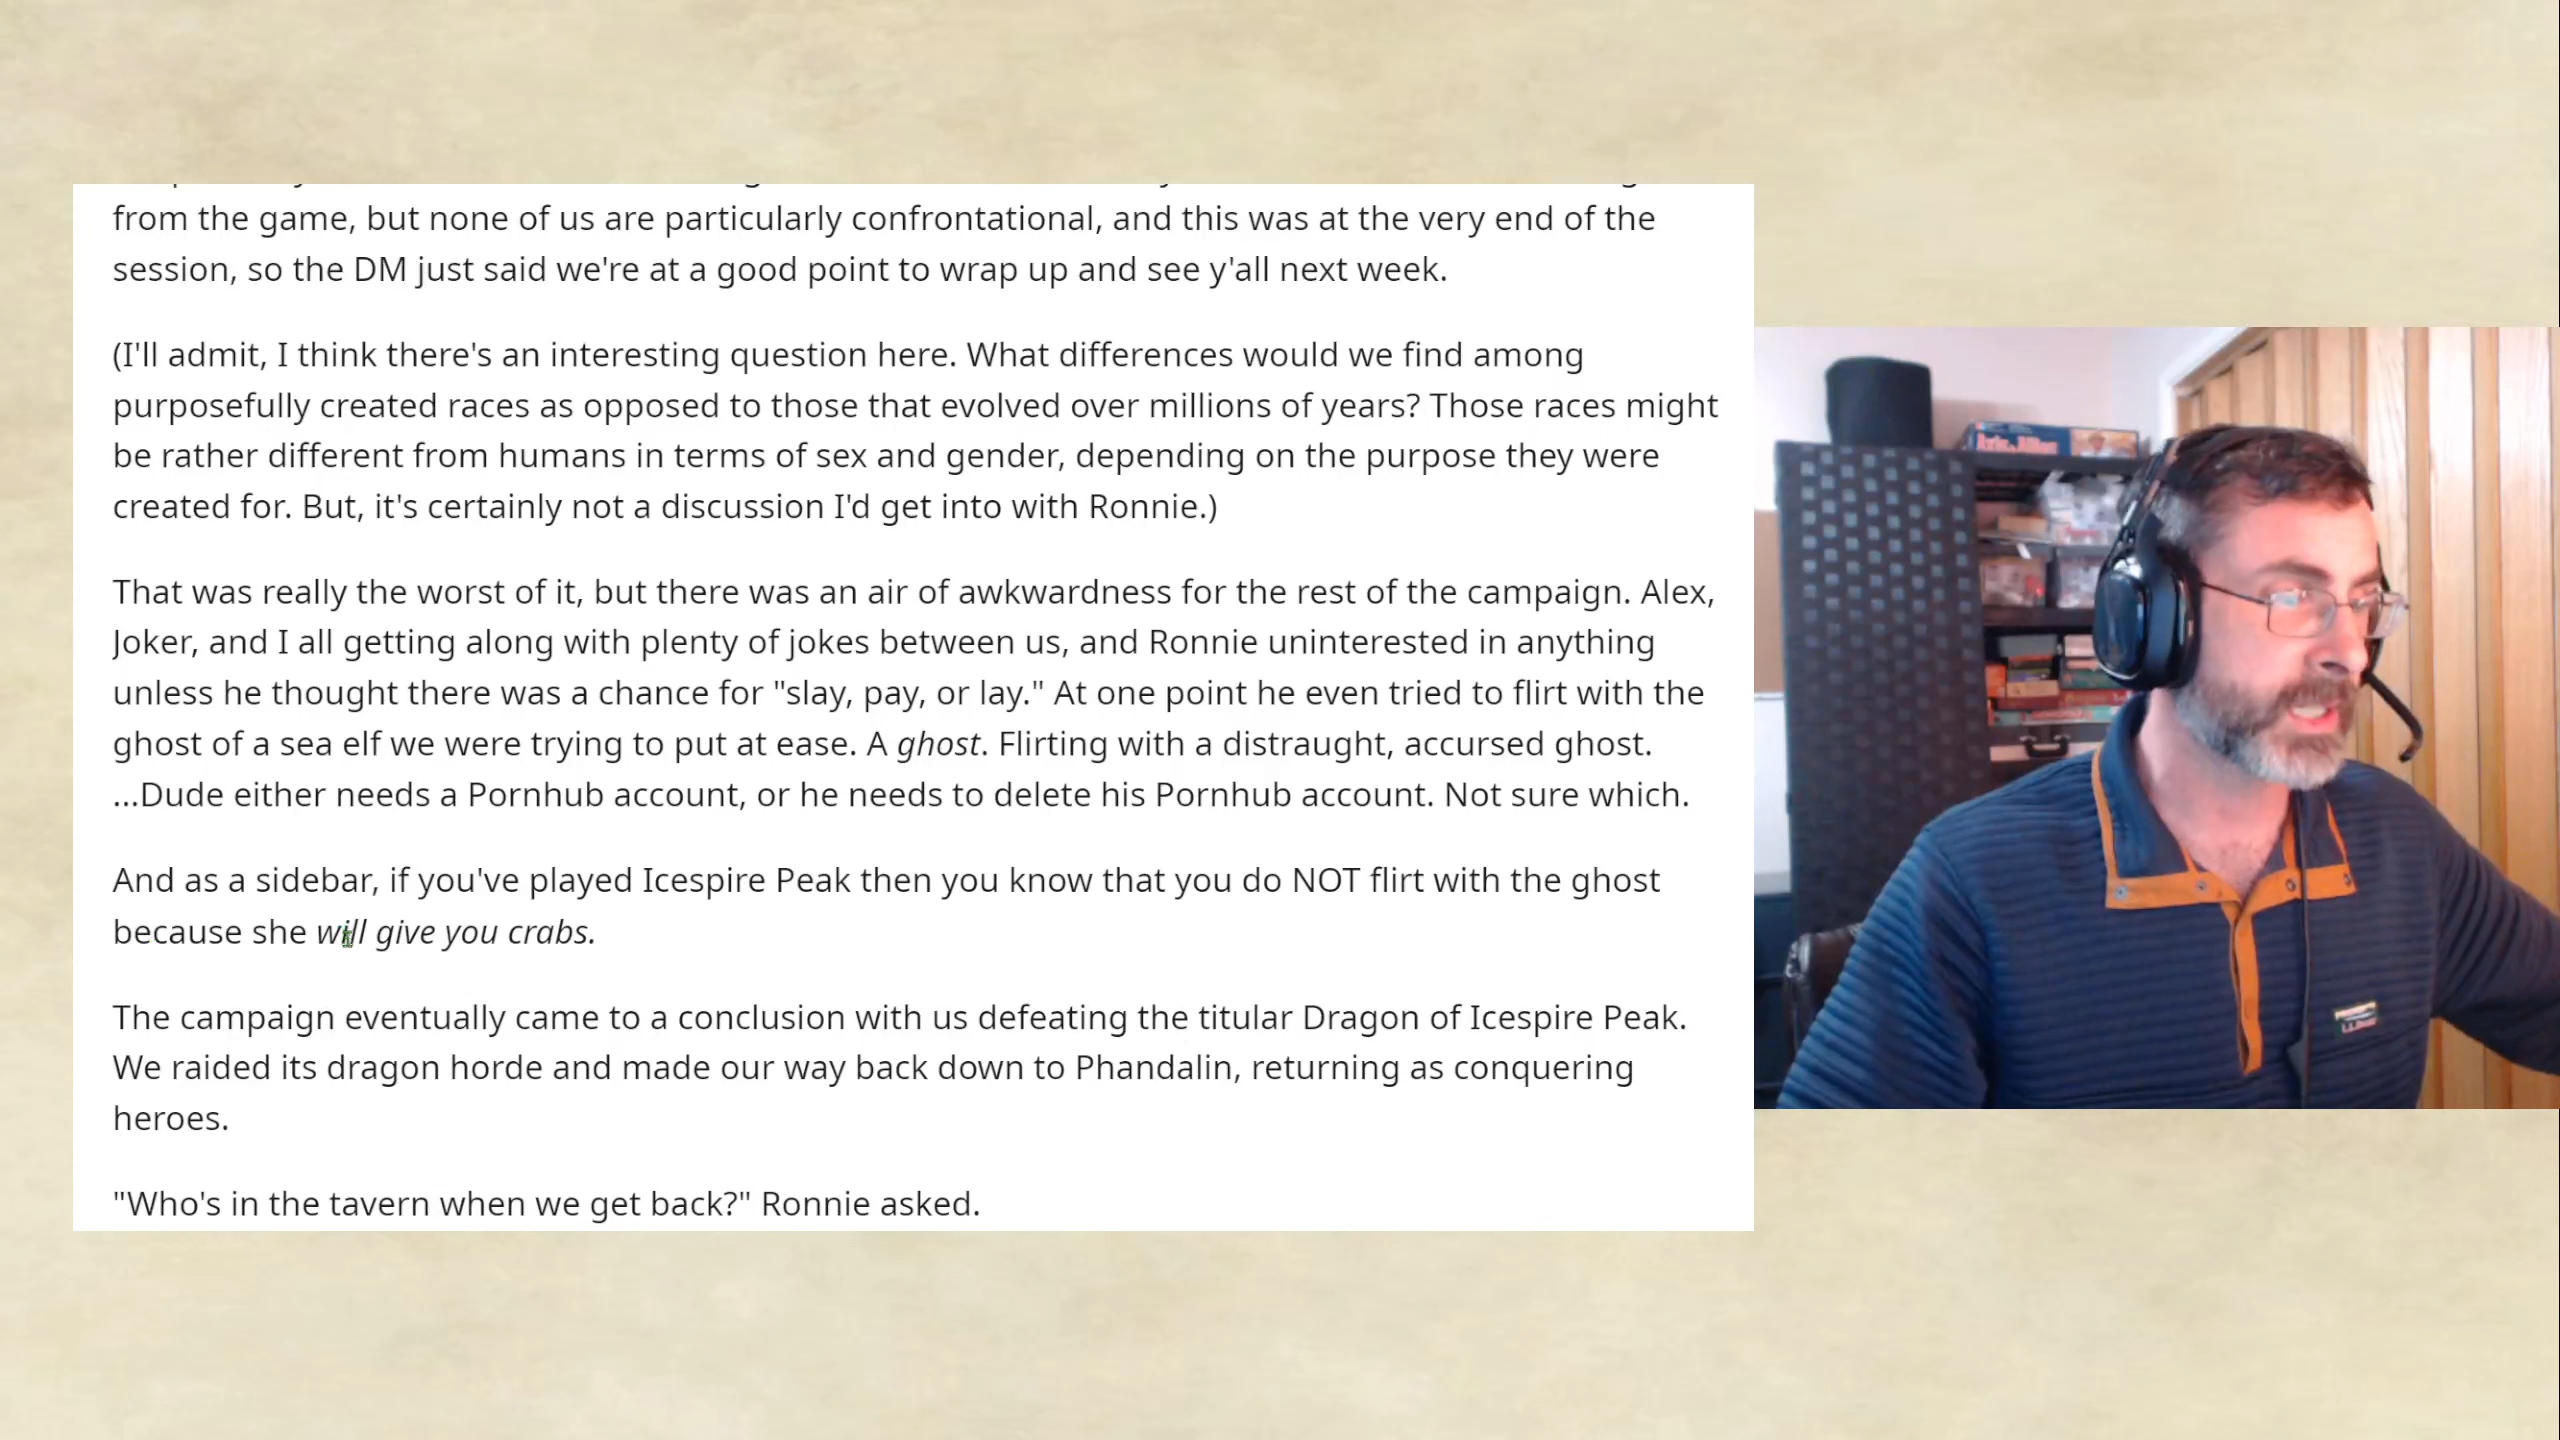 from the game, but none of us are particularly confrontational, and this was at the very end of the
session, so the DM just said we're at a good point to wrap up and see y'all next week.
(I'll admit, I think there's an interesting question here. What differences would we find among
purposefully created races as opposed to those that evolved over millions of years? Those races might
be rather different from humans in terms of sex and gender, depending on the purpose they were
created for. But, it's certainly not a discussion I'd get into with Ronnie.)
That was really the worst of it, but there was an air of awkwardness for the rest of the campaign. Alex,
Joker, and I all getting along with plenty of jokes between us, and Ronnie uninterested in anything
unless he thought there was a chance for "slay, pay, or lay." At one point he even tried to flirt with the
ghost of a sea elf we were trying to put at ease. A ghost. Flirting with a distraught, accursed ghost.
...Dude either needs a Pornhub account, or he needs to delete his Pornhub account. Not sure which.
And as a sidebar, if you've played Icespire Peak then you know that you do NOT flirt with the ghost
because she will give you crabs.
The campaign eventually came to a conclusion with us defeating the titular Dragon of Icespire Peak.
We raided its dragon horde and made our way back down to Phandalin, returning as conquering
heroes.
"Who's in the tavern when we get back?" Ronnie asked.